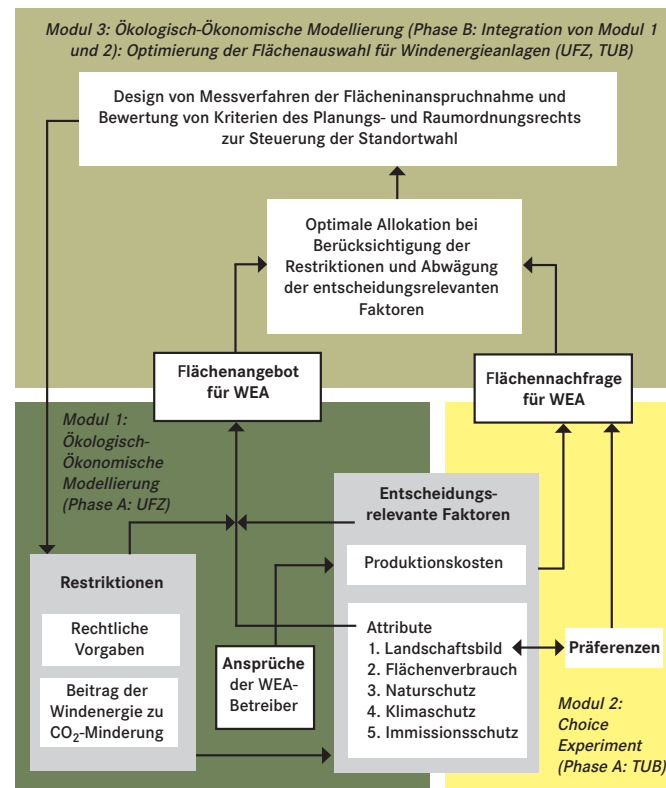 Modul 3: Ökologisch-Ökonomische Modellierung (Phase B: Integration von Modul 1
und 2): Optimierung der Flächenauswahl für Windenergieanlagen (UFZ, TUB)
Design von Messverfahren der Flächeninanspruchnahme und
Bewertung von Kriterien des Planungs- und Raumordnungsrechts
zur Steuerung der Standortwahl
Optimale Allokation bei
Berücksichtigung der
Restriktionen und Abwägung
der entscheidungsrelevanten
Faktoren
Flächenangebot
für WEA
Flächennachfrage
für WEA
Modul 1:
Ökologisch-
Ökonomische
Modellierung
(Phase A: UFZ)
Entscheidungs-
relevante Faktoren
Produktionskosten
Restriktionen
Rechtliche
Vorgaben
Beitrag der
Windenergie zu
CO₂-Minderung
Ansprüche
der WEA-
Betreiber
Attribute
1. Landschaftsbild
2. Flächenverbrauch
3. Naturschutz
4. Klimaschutz
5. Immissionsschutz
Präferenzen
Modul 2:
Choice
Experiment
(Phase A: TUB)